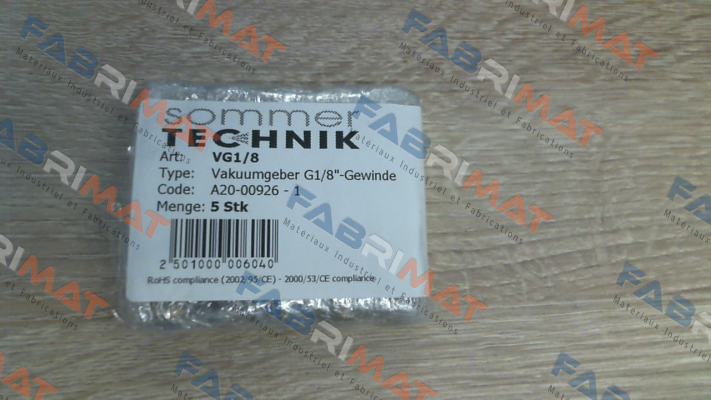 sommer
TECHNIK
Art: VG1/8
Type: Vakuumgeber G1/8"-Gewinde
Code: A20-00926 - 1
Menge: 5 Stk
2 501000 006040
RoHS compliance (2002/95/CE) - 2000/53/CE compliance
FABRIMAT
Materiaux Industriel et Fabrications